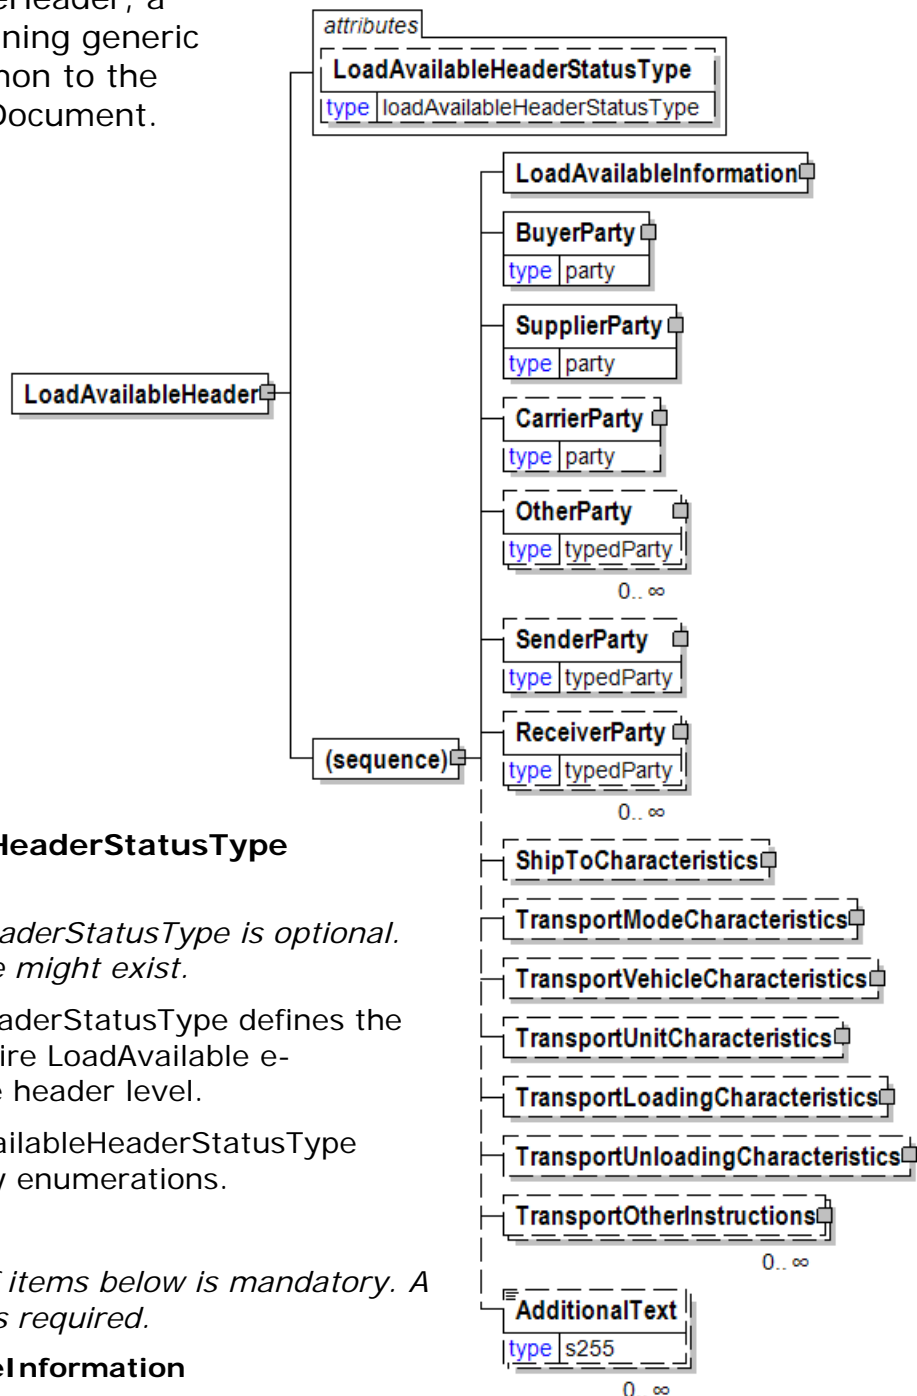 eHeader, a
ning generic
non to the
Document.
attributes
LoadAvailableHeaderStatusType
type loadAvailableHeaderStatusType
LoadAvailableInformation
BuyerParty
type party
SupplierParty
type party
LoadAvailableHeader
CarrierParty
type party
OtherParty
type typedParty
0.. ∞
SenderParty
type typedParty
ReceiverParty
type typedParty
0.. ∞
(sequence)
ShipToCharacteristics
TransportModeCharacteristics
TransportVehicleCharacteristics
TransportUnitCharacteristics
TransportLoadingCharacteristics
TransportUnloadingCharacteristics
TransportOtherInstructions
0.. ∞
AdditionalText
type s255
0.. ∞
HeaderStatusType
aderStatusType is optional.
e might exist.
aderStatusType defines the
ire LoadAvailable e-
e header level.
ailableHeaderStatusType
y enumerations.
f items below is mandatory. A
s required.
eInformation